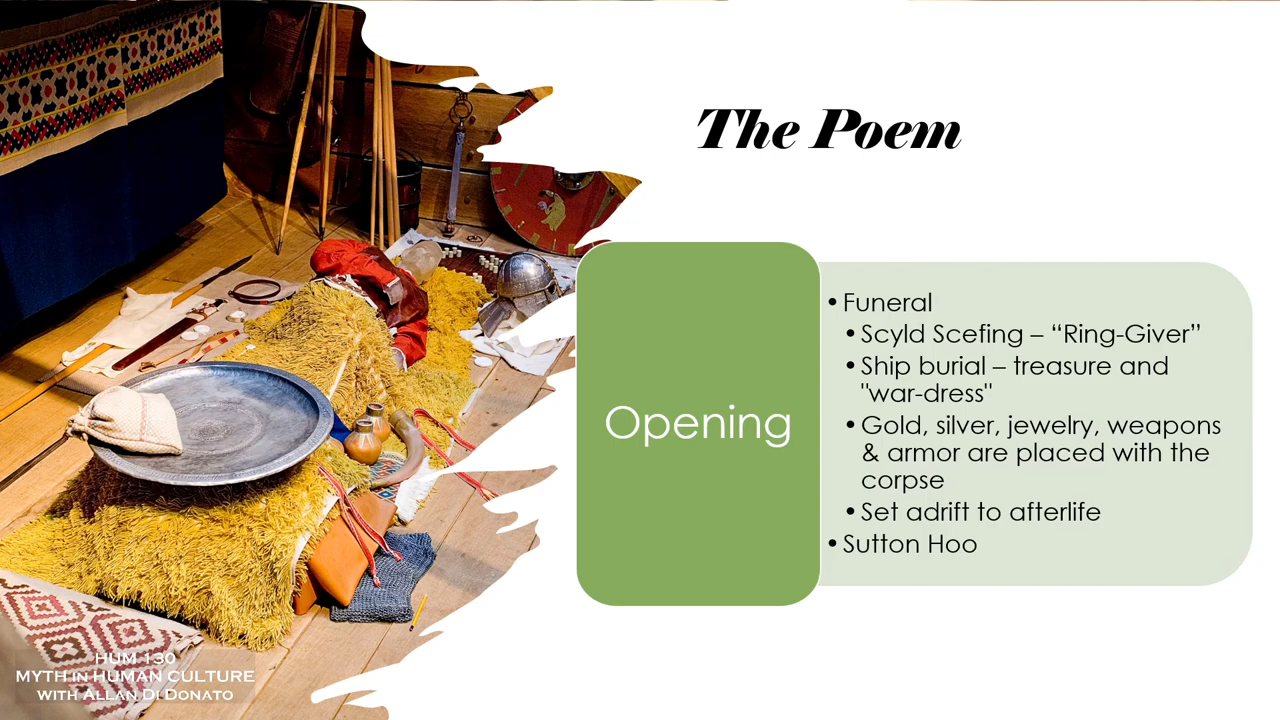 The Poem
Opening
• Funeral
• Scyld Scefing – “Ring-Giver”
• Ship burial – treasure and
"war-dress"
• Gold, silver, jewelry, weapons
& armor are placed with the
corpse
• Set adrift to afterlife
• Sutton Hoo
HUM 130
MYTH in HUMAN CULTURE
WITH ALLAN DI DONATO